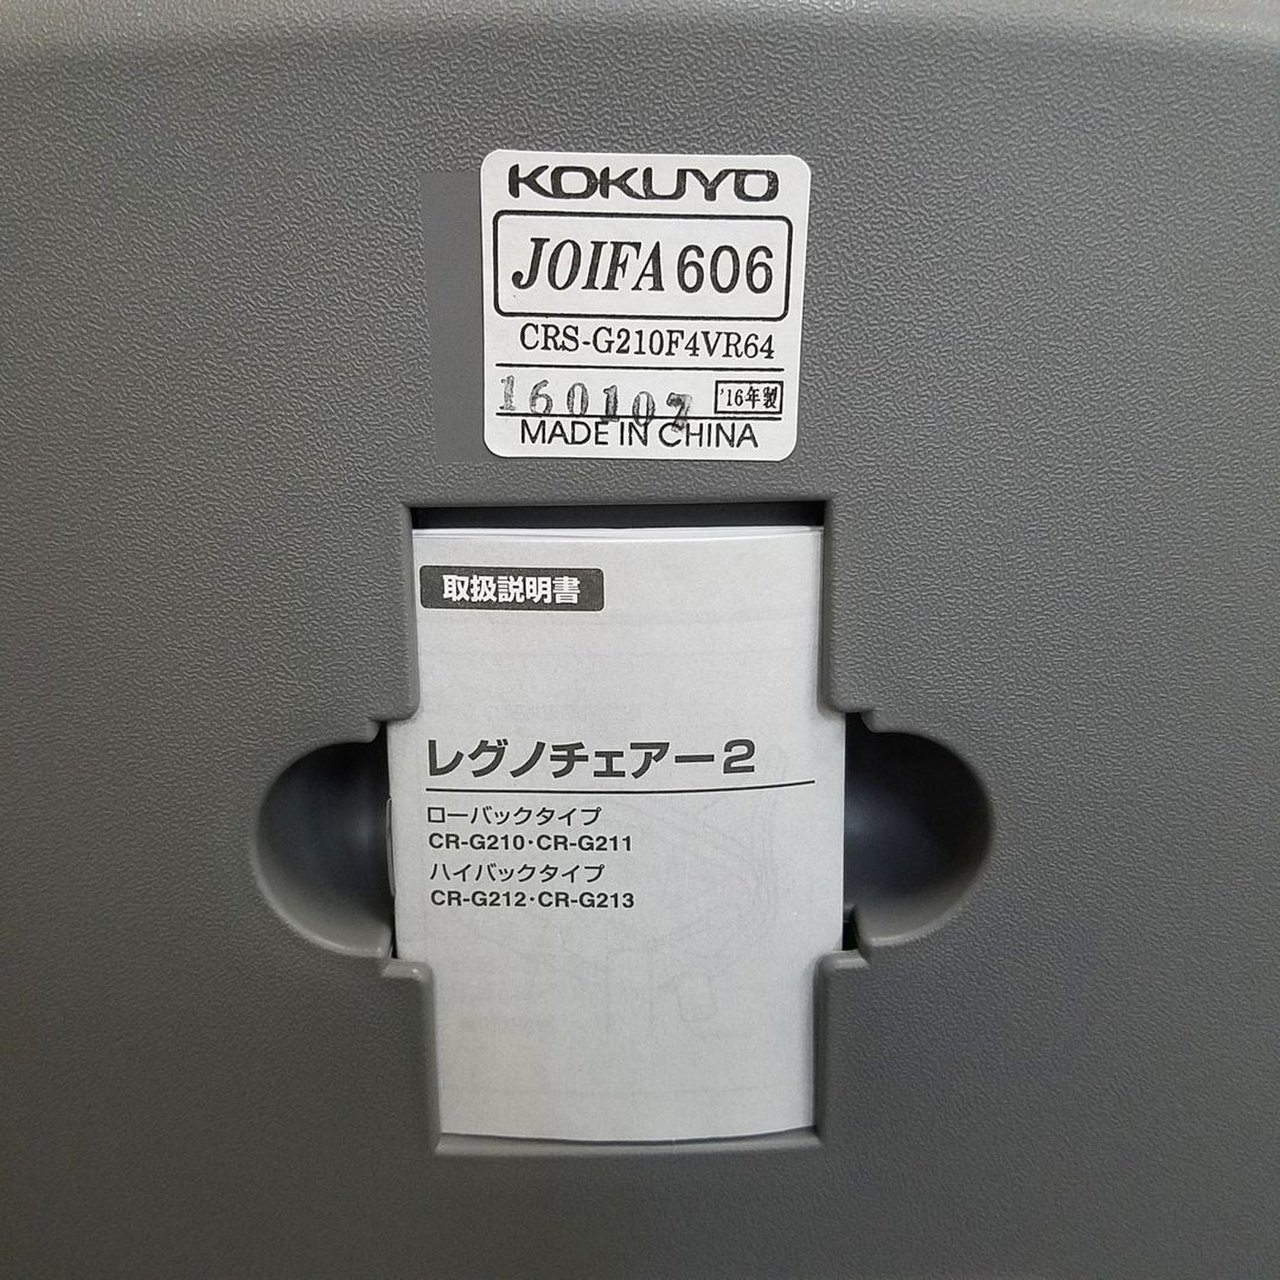 KOKUYO
JOIFA 606
CRS-G210F4VR64
160107 '16年製
MADE IN CHINA
取扱説明書
レグノチェアー2
ローバックタイプ
CR-G210・CR-G211
ハイバックタイプ
CR-G212・CR-G213